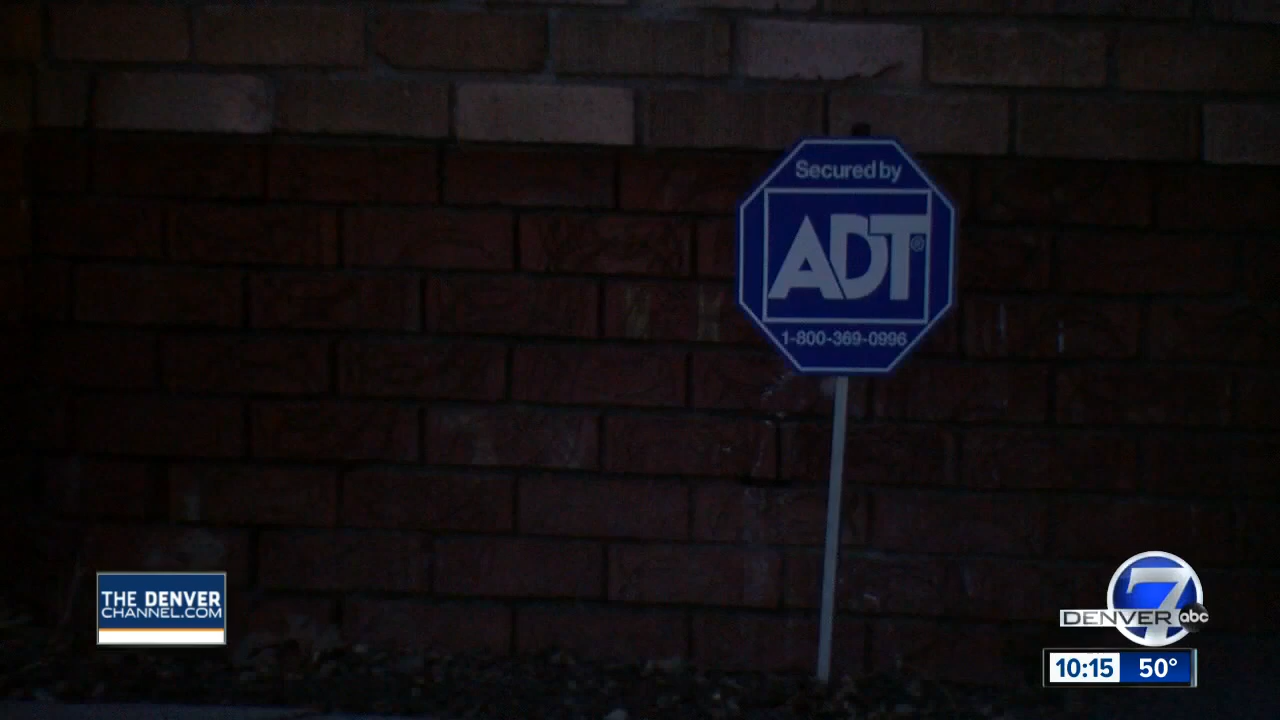 Secured by
ADT®
1-800-369-0996
THE DENVER
CHANNEL.COM
7
DENVER abc
10:15 50°